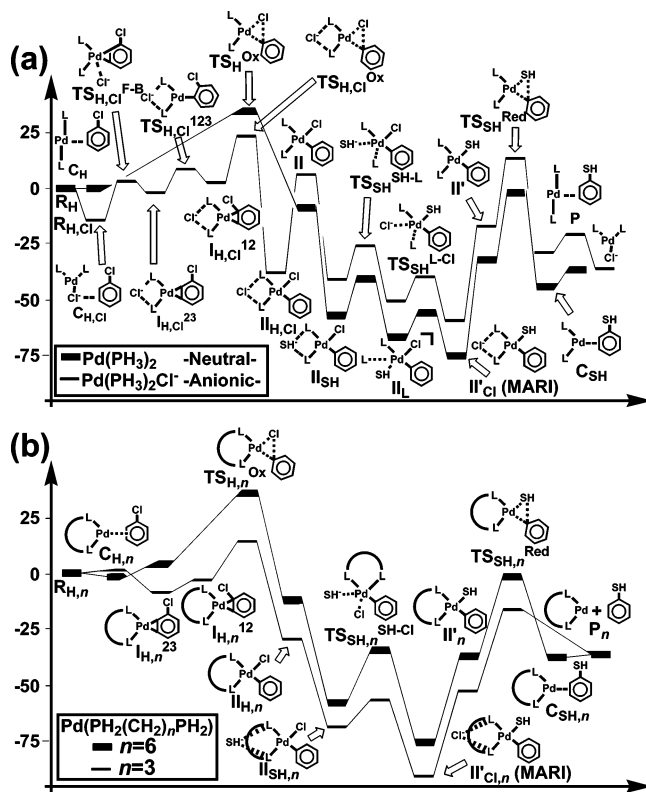 (a)
TS_H,Cl^F-B
TS_H,Cl^123
TS_H^Ox
TS_H,Cl^Ox
TS_SH^Red
25
0
-25
-50
-75
C_H
R_H
R_H,Cl
C_H,Cl
I_H,Cl^23
I_H,Cl^12
II
II_H,Cl
TS_SH^SH-L
TS_SH^L-Cl
II'
P
II_SH
II_L
II'_Cl (MARI)
C_SH
Pd(PH3)2 -Neutral-
Pd(PH3)2Cl⁻ -Anionic-
(b)
TS_H,n^Ox
25
0
-25
-50
-75
C_H,n
R_H,n
I_H,n^23
I_H,n^12
II_H,n
II_SH,n
TS_SH,n^SH-Cl
II'_n
TS_SH,n^Red
P_n
C_SH,n
II'_Cl,n (MARI)
Pd(PH2(CH2)nPH2)
n=6
n=3